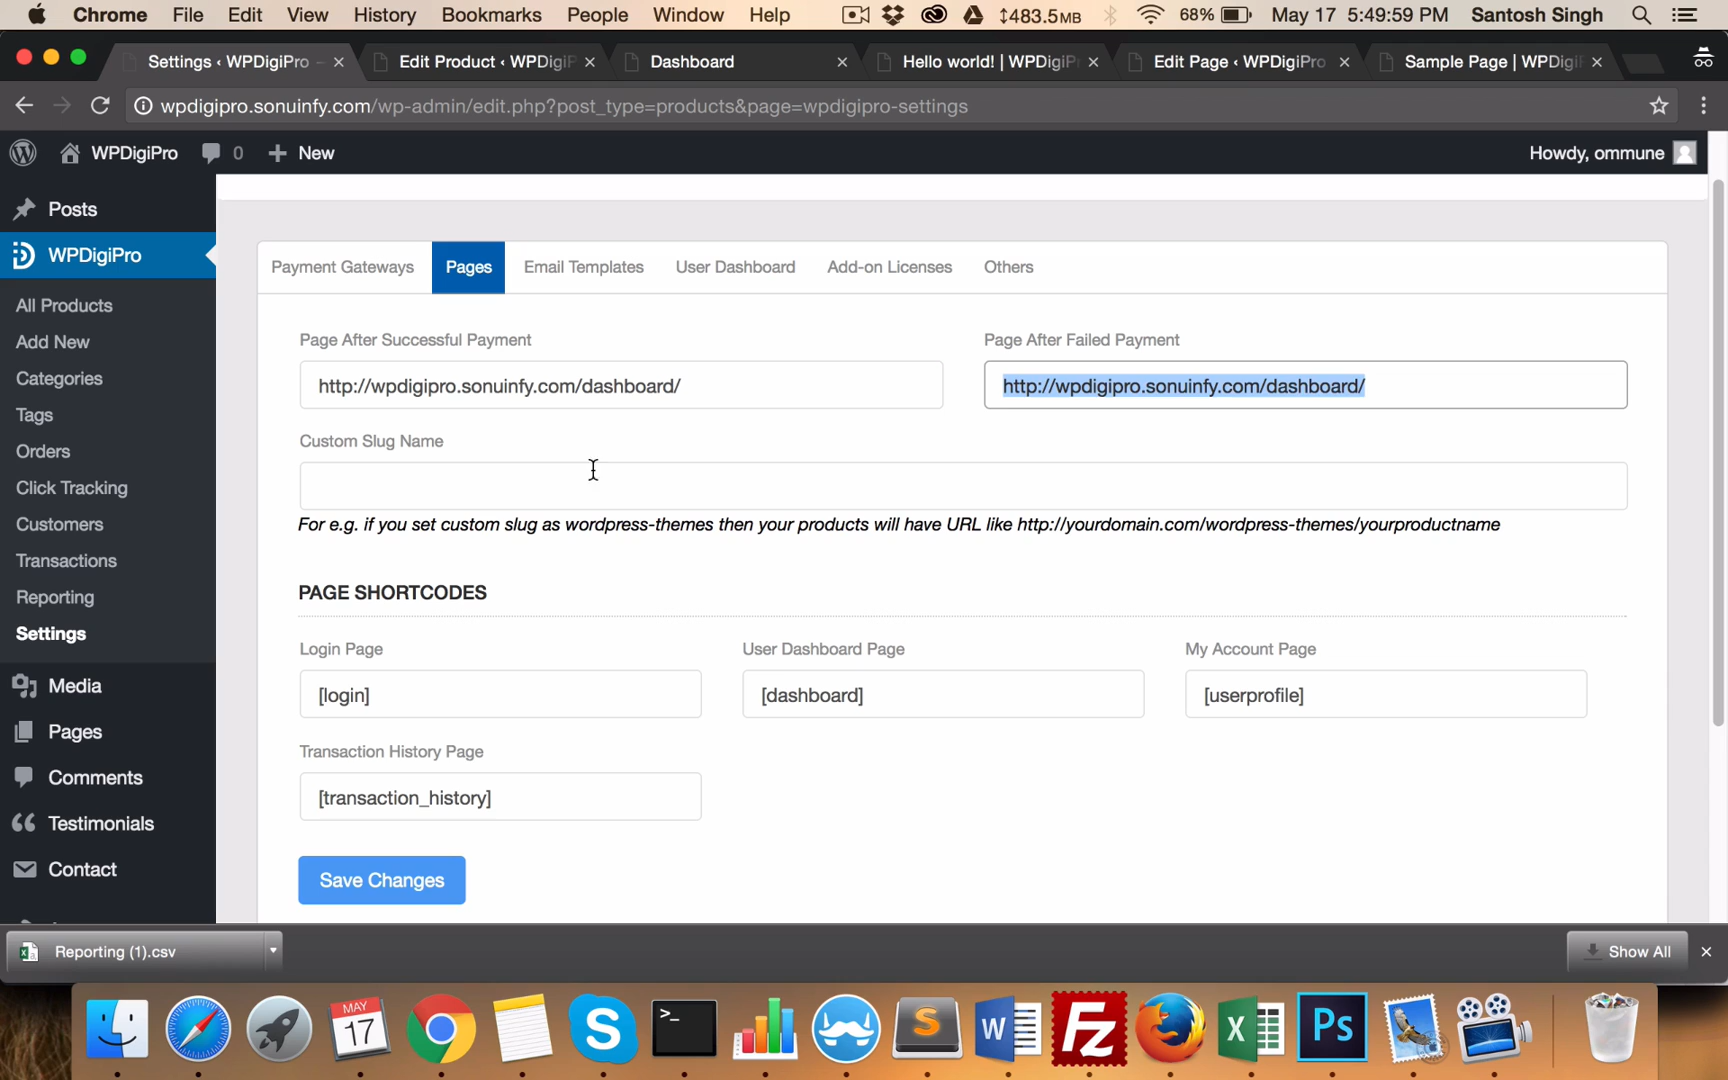 Chrome File Edit View History Bookmarks People Window Help 483.5MB 68% May 17 5:49:59 PM Santosh Singh
Settings ‹ WPDigiPro – Edit Product ‹ WPDigiP Dashboard Hello world! | WPDigiP Edit Page ‹ WPDigiPro Sample Page | WPDigi
wpdigipro.sonuinfy.com/wp-admin/edit.php?post_type=products&page=wpdigipro-settings
WPDigiPro 0 + New Howdy, ommune
Posts
WPDigiPro
All Products
Add New
Categories
Tags
Orders
Click Tracking
Customers
Transactions
Reporting
Settings
Media
Pages
Comments
Testimonials
Contact
Payment Gateways Pages Email Templates User Dashboard Add-on Licenses Others
Page After Successful Payment Page After Failed Payment
http://wpdigipro.sonuinfy.com/dashboard/ http://wpdigipro.sonuinfy.com/dashboard/
Custom Slug Name
For e.g. if you set custom slug as wordpress-themes then your products will have URL like http://yourdomain.com/wordpress-themes/yourproductname
PAGE SHORTCODES
Login Page User Dashboard Page My Account Page
[login] [dashboard] [userprofile]
Transaction History Page
[transaction_history]
Save Changes
Reporting (1).csv Show All
MAY
17
S >_ S W Fz X Ps